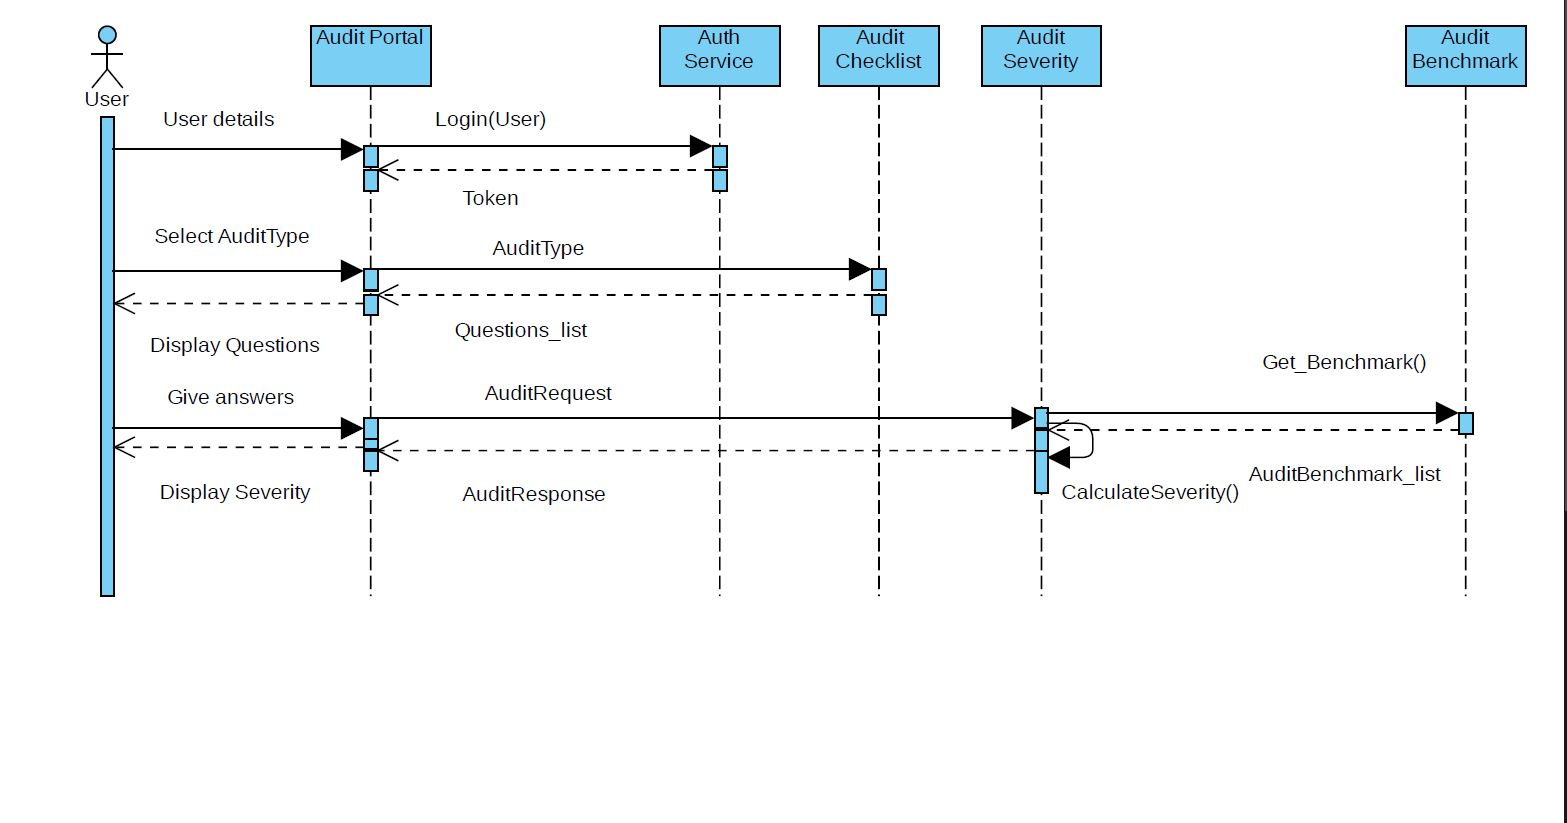 Audit Portal
Auth
Service
Audit
Checklist
Audit
Severity
Audit
Benchmark
User
User details
Login(User)
Token
Select AuditType
AuditType
Questions_list
Display Questions
Get_Benchmark()
Give answers
AuditRequest
AuditBenchmark_list
Display Severity
AuditResponse
CalculateSeverity()